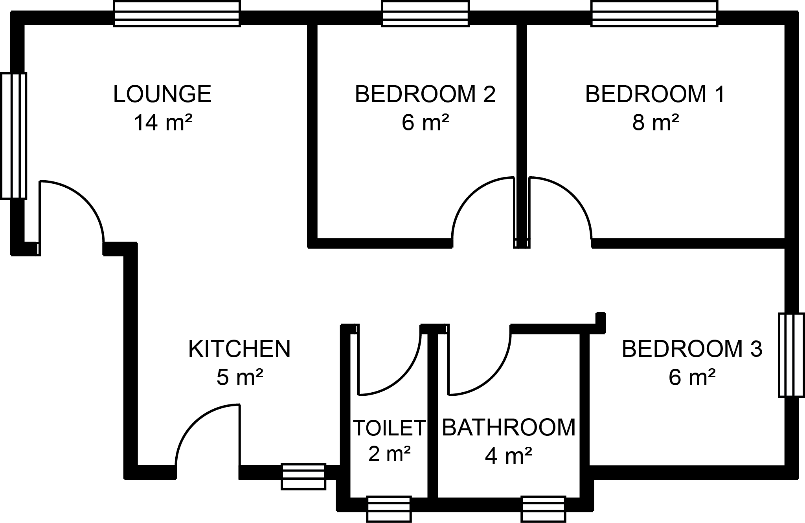 LOUNGE
14 m²
BEDROOM 2
6 m²
BEDROOM 1
8 m²
KITCHEN
5 m²
BEDROOM 3
6 m²
TOILET
2 m²
BATHROOM
4 m²